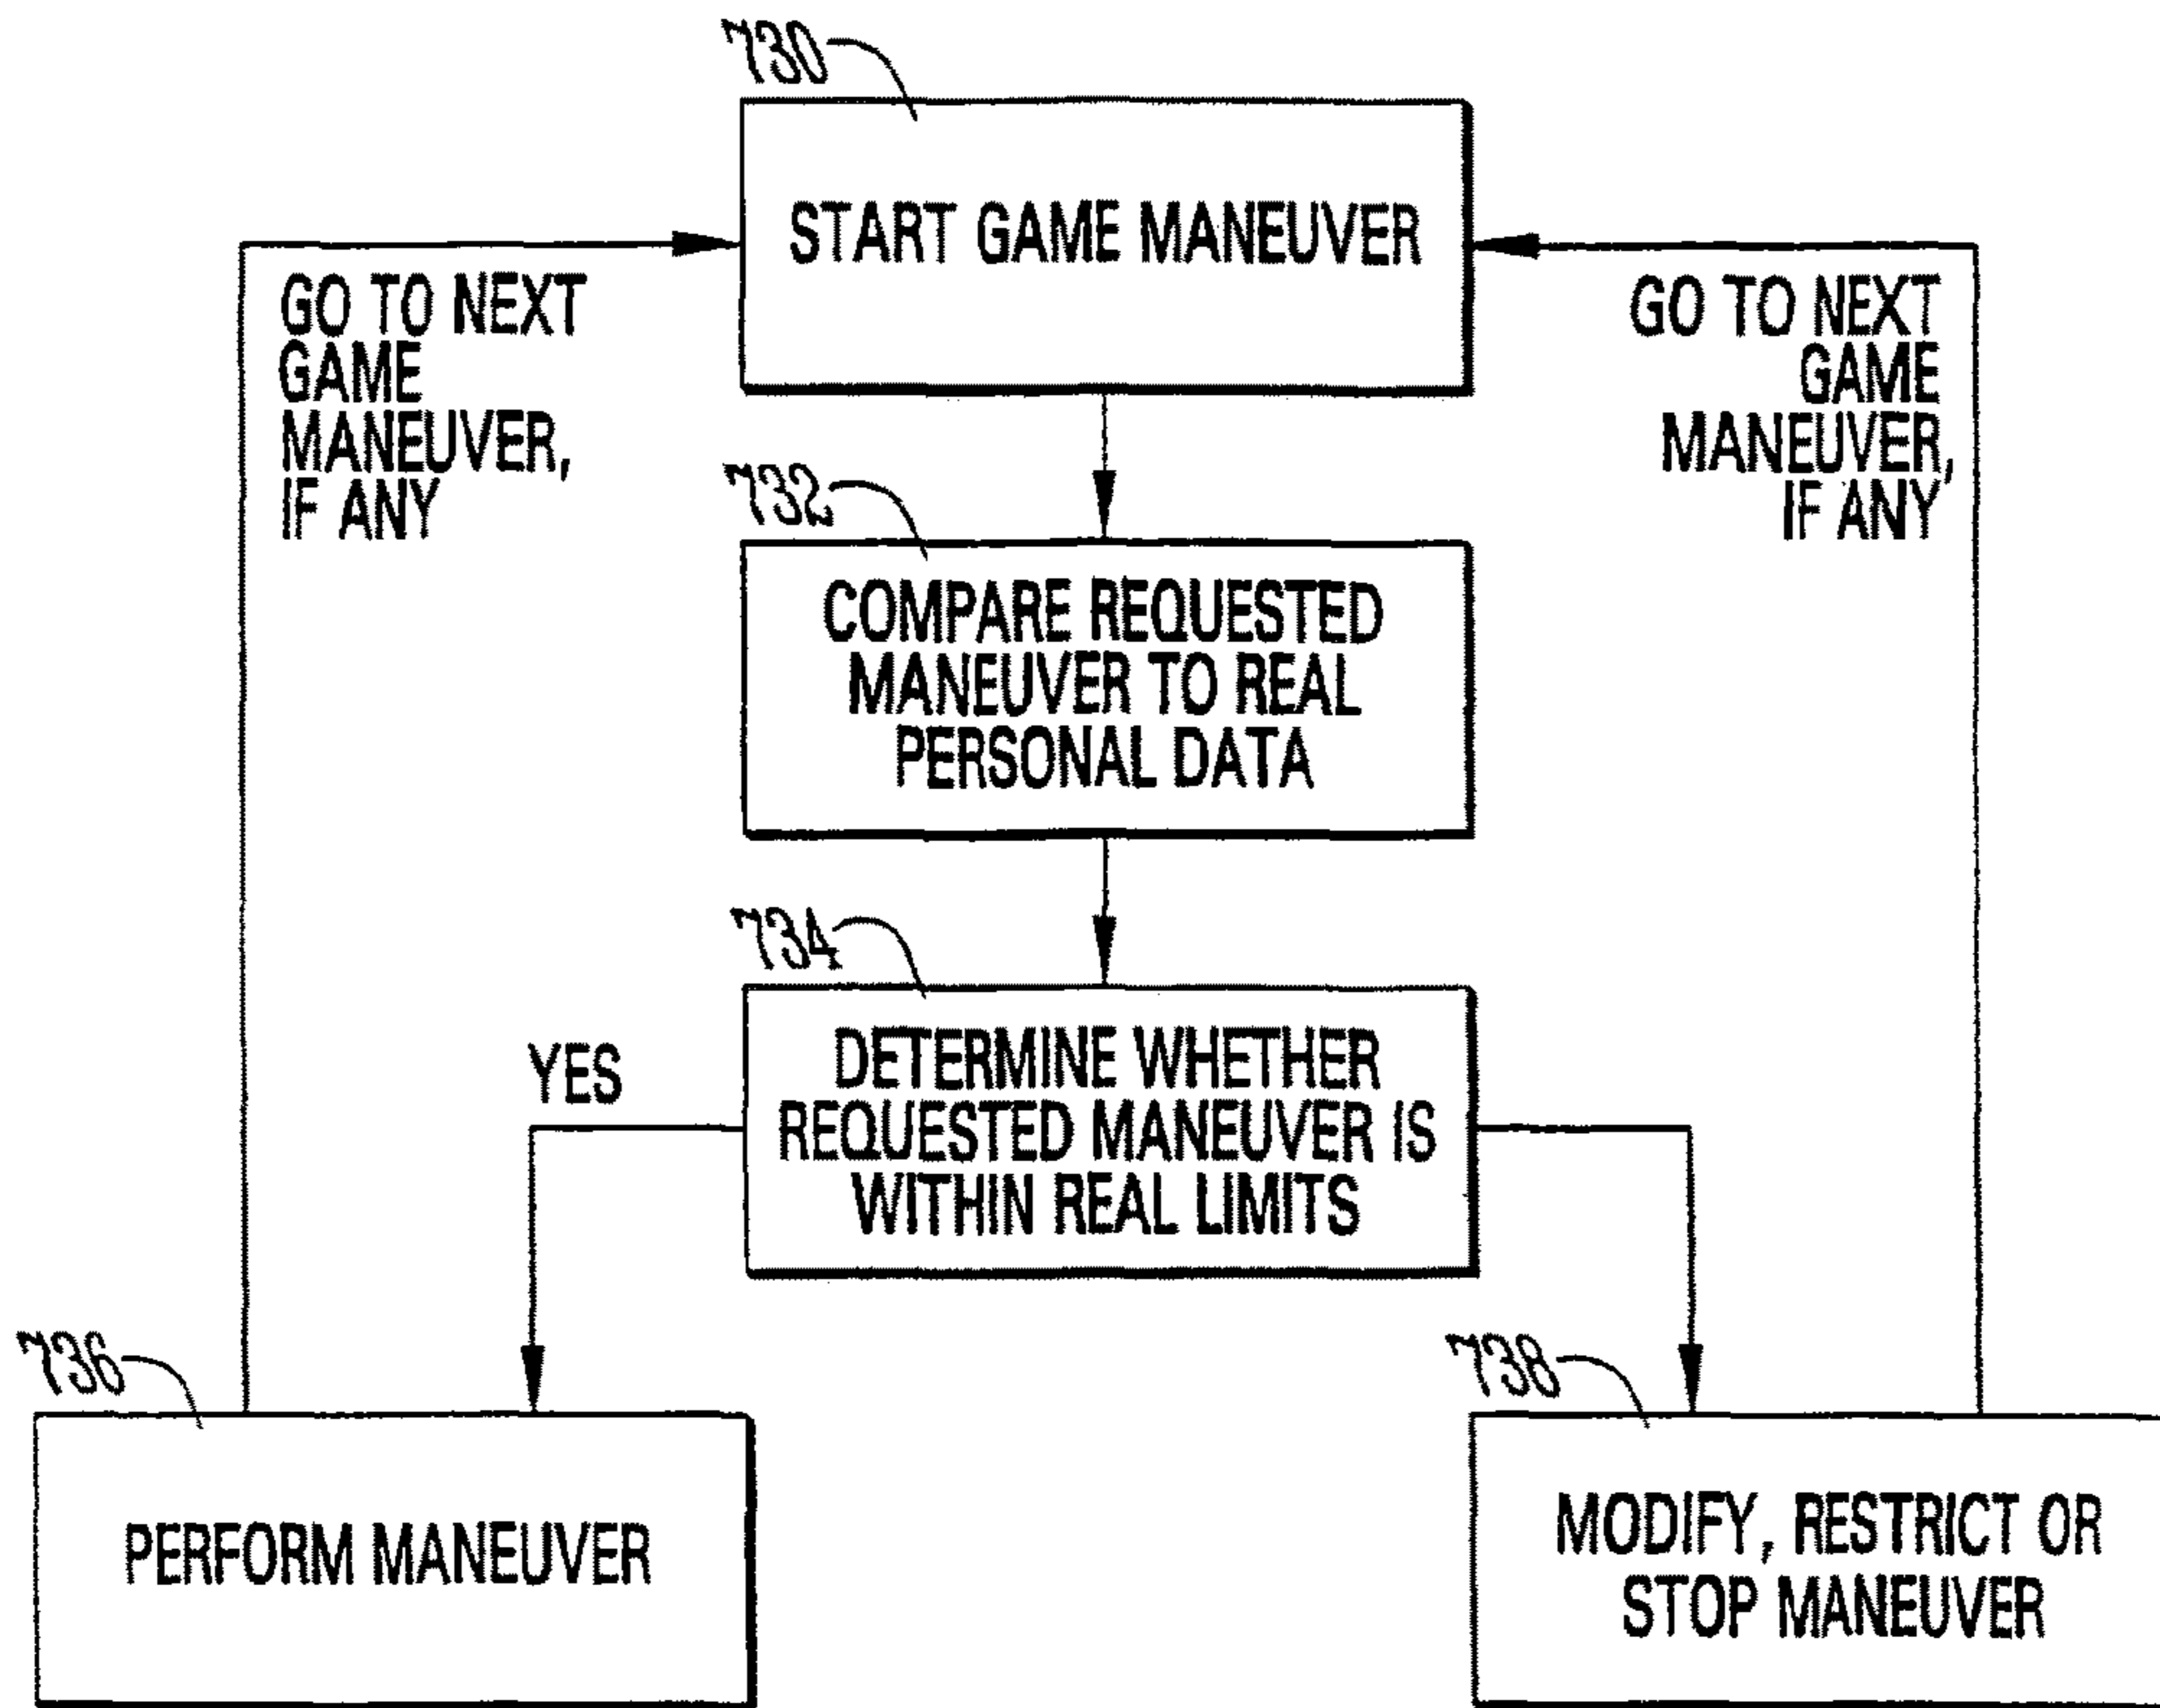 730
START GAME MANEUVER
GO TO NEXT
GAME
MANEUVER,
IF ANY
GO TO NEXT
GAME
MANEUVER,
IF ANY
732
COMPARE REQUESTED
MANEUVER TO REAL
PERSONAL DATA
734
DETERMINE WHETHER
REQUESTED MANEUVER IS
WITHIN REAL LIMITS
YES
736
PERFORM MANEUVER
738
MODIFY, RESTRICT OR
STOP MANEUVER